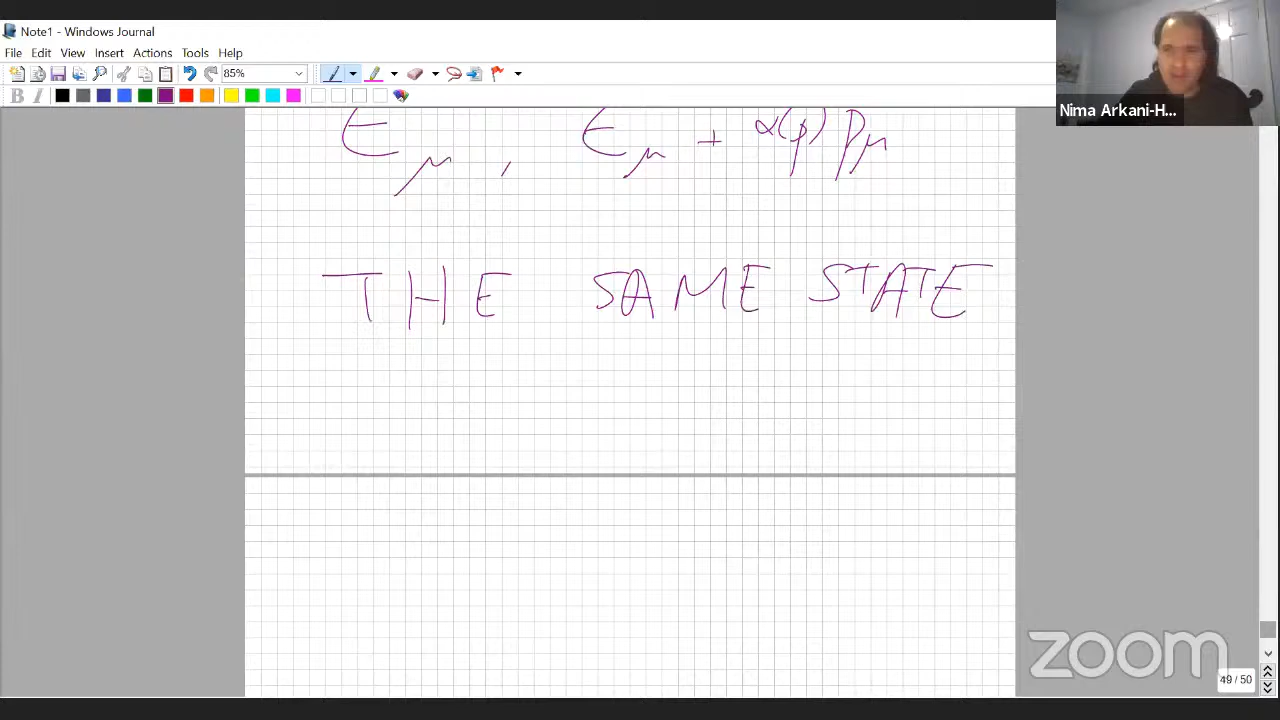 Note1 - Windows Journal
File Edit View Insert Actions Tools Help
85%
B I
Nima Arkani-H...
ϵ_μ , ϵ_μ + α(p) p_μ
THE SAME STATE
zoom
49 / 50